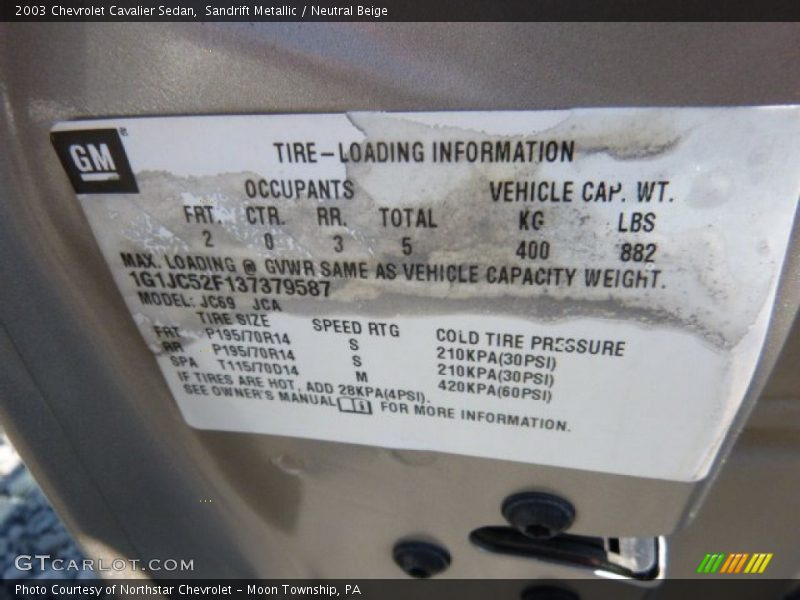 2003 Chevrolet Cavalier Sedan, Sandrift Metallic / Neutral Beige
GM
TIRE-LOADING INFORMATION
OCCUPANTS VEHICLE CAP. WT.
FRT. CTR. RR. TOTAL KG LBS
2 0 3 5 400 882
MAX. LOADING @ GVWR SAME AS VEHICLE CAPACITY WEIGHT.
1G1JC52F137379587
MODEL: JC69 JCA
TIRE SIZE SPEED RTG COLD TIRE PRESSURE
FRT P195/70R14 S 210KPA(30PSI)
RR P195/70R14 S 210KPA(30PSI)
SPA T115/70D14 M 420KPA(60PSI)
IF TIRES ARE HOT, ADD 28KPA(4PSI).
SEE OWNER'S MANUAL FOR MORE INFORMATION.
GTCARLOT.COM
Photo Courtesy of Northstar Chevrolet - Moon Township, PA